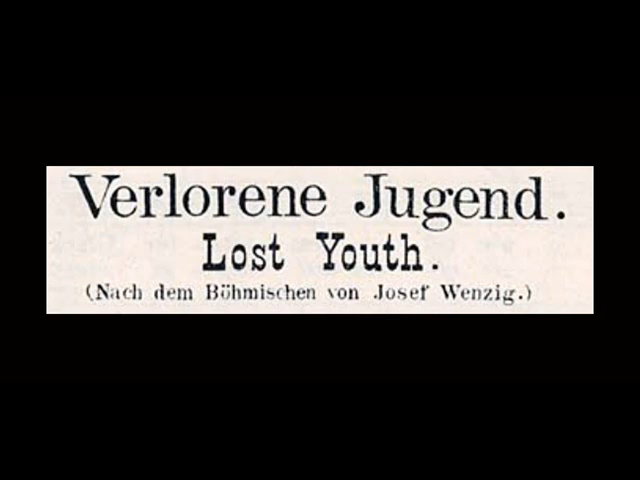 Verlorene Jugend.
Lost Youth.
(Nach dem Böhmischen von Josef Wenzig.)